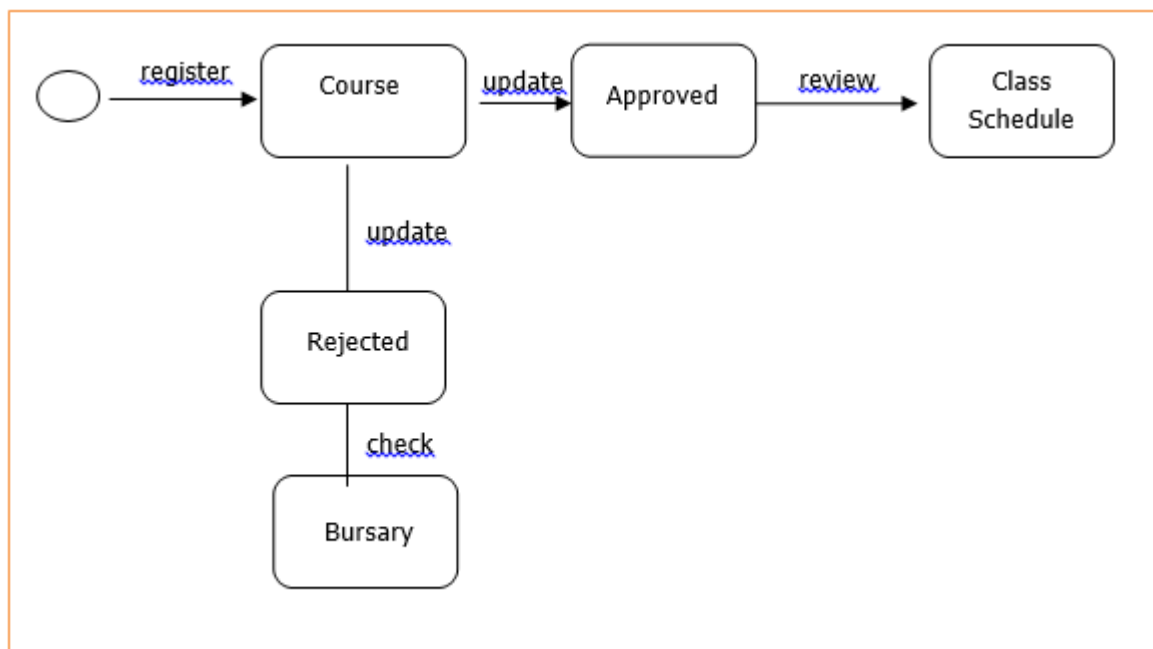 register
Course
update
Approved
review
Class
Schedule
update
Rejected
check
Bursary